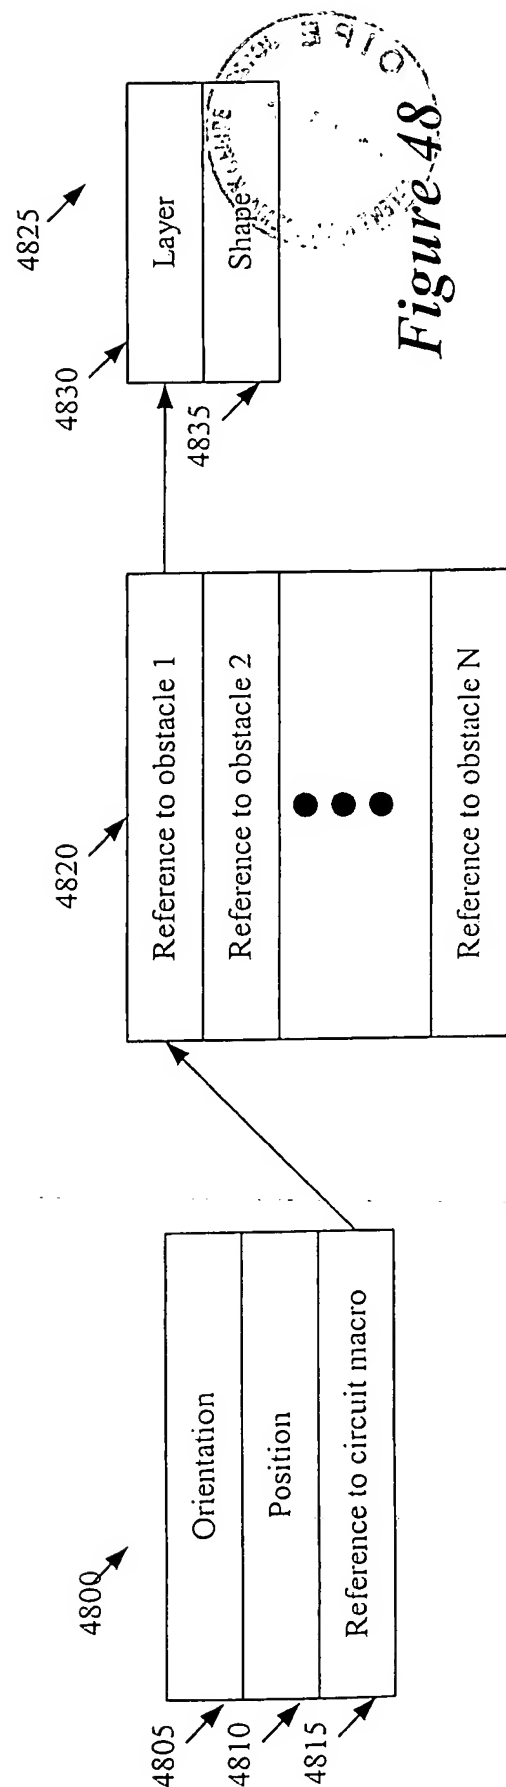 4800
4805
Orientation
4810
Position
4815
Reference to circuit macro
4820
Reference to obstacle 1
Reference to obstacle 2
Reference to obstacle N
4825
4830
Layer
4835
Shape
Figure 48
OIPE